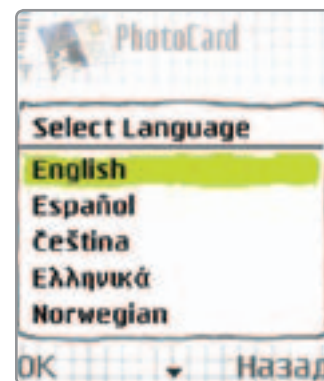 PhotoCard
Select Language
English
Español
Čeština
Ελληνικά
Norwegian
OK Назад